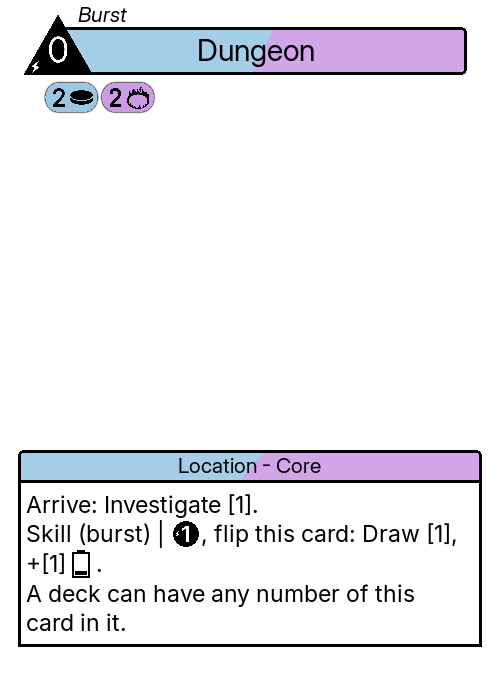 Burst
0 Dungeon
2 2
Location - Core
Arrive: Investigate [1].
Skill (burst) | 1, flip this card: Draw [1],
+[1] .
A deck can have any number of this
card in it.